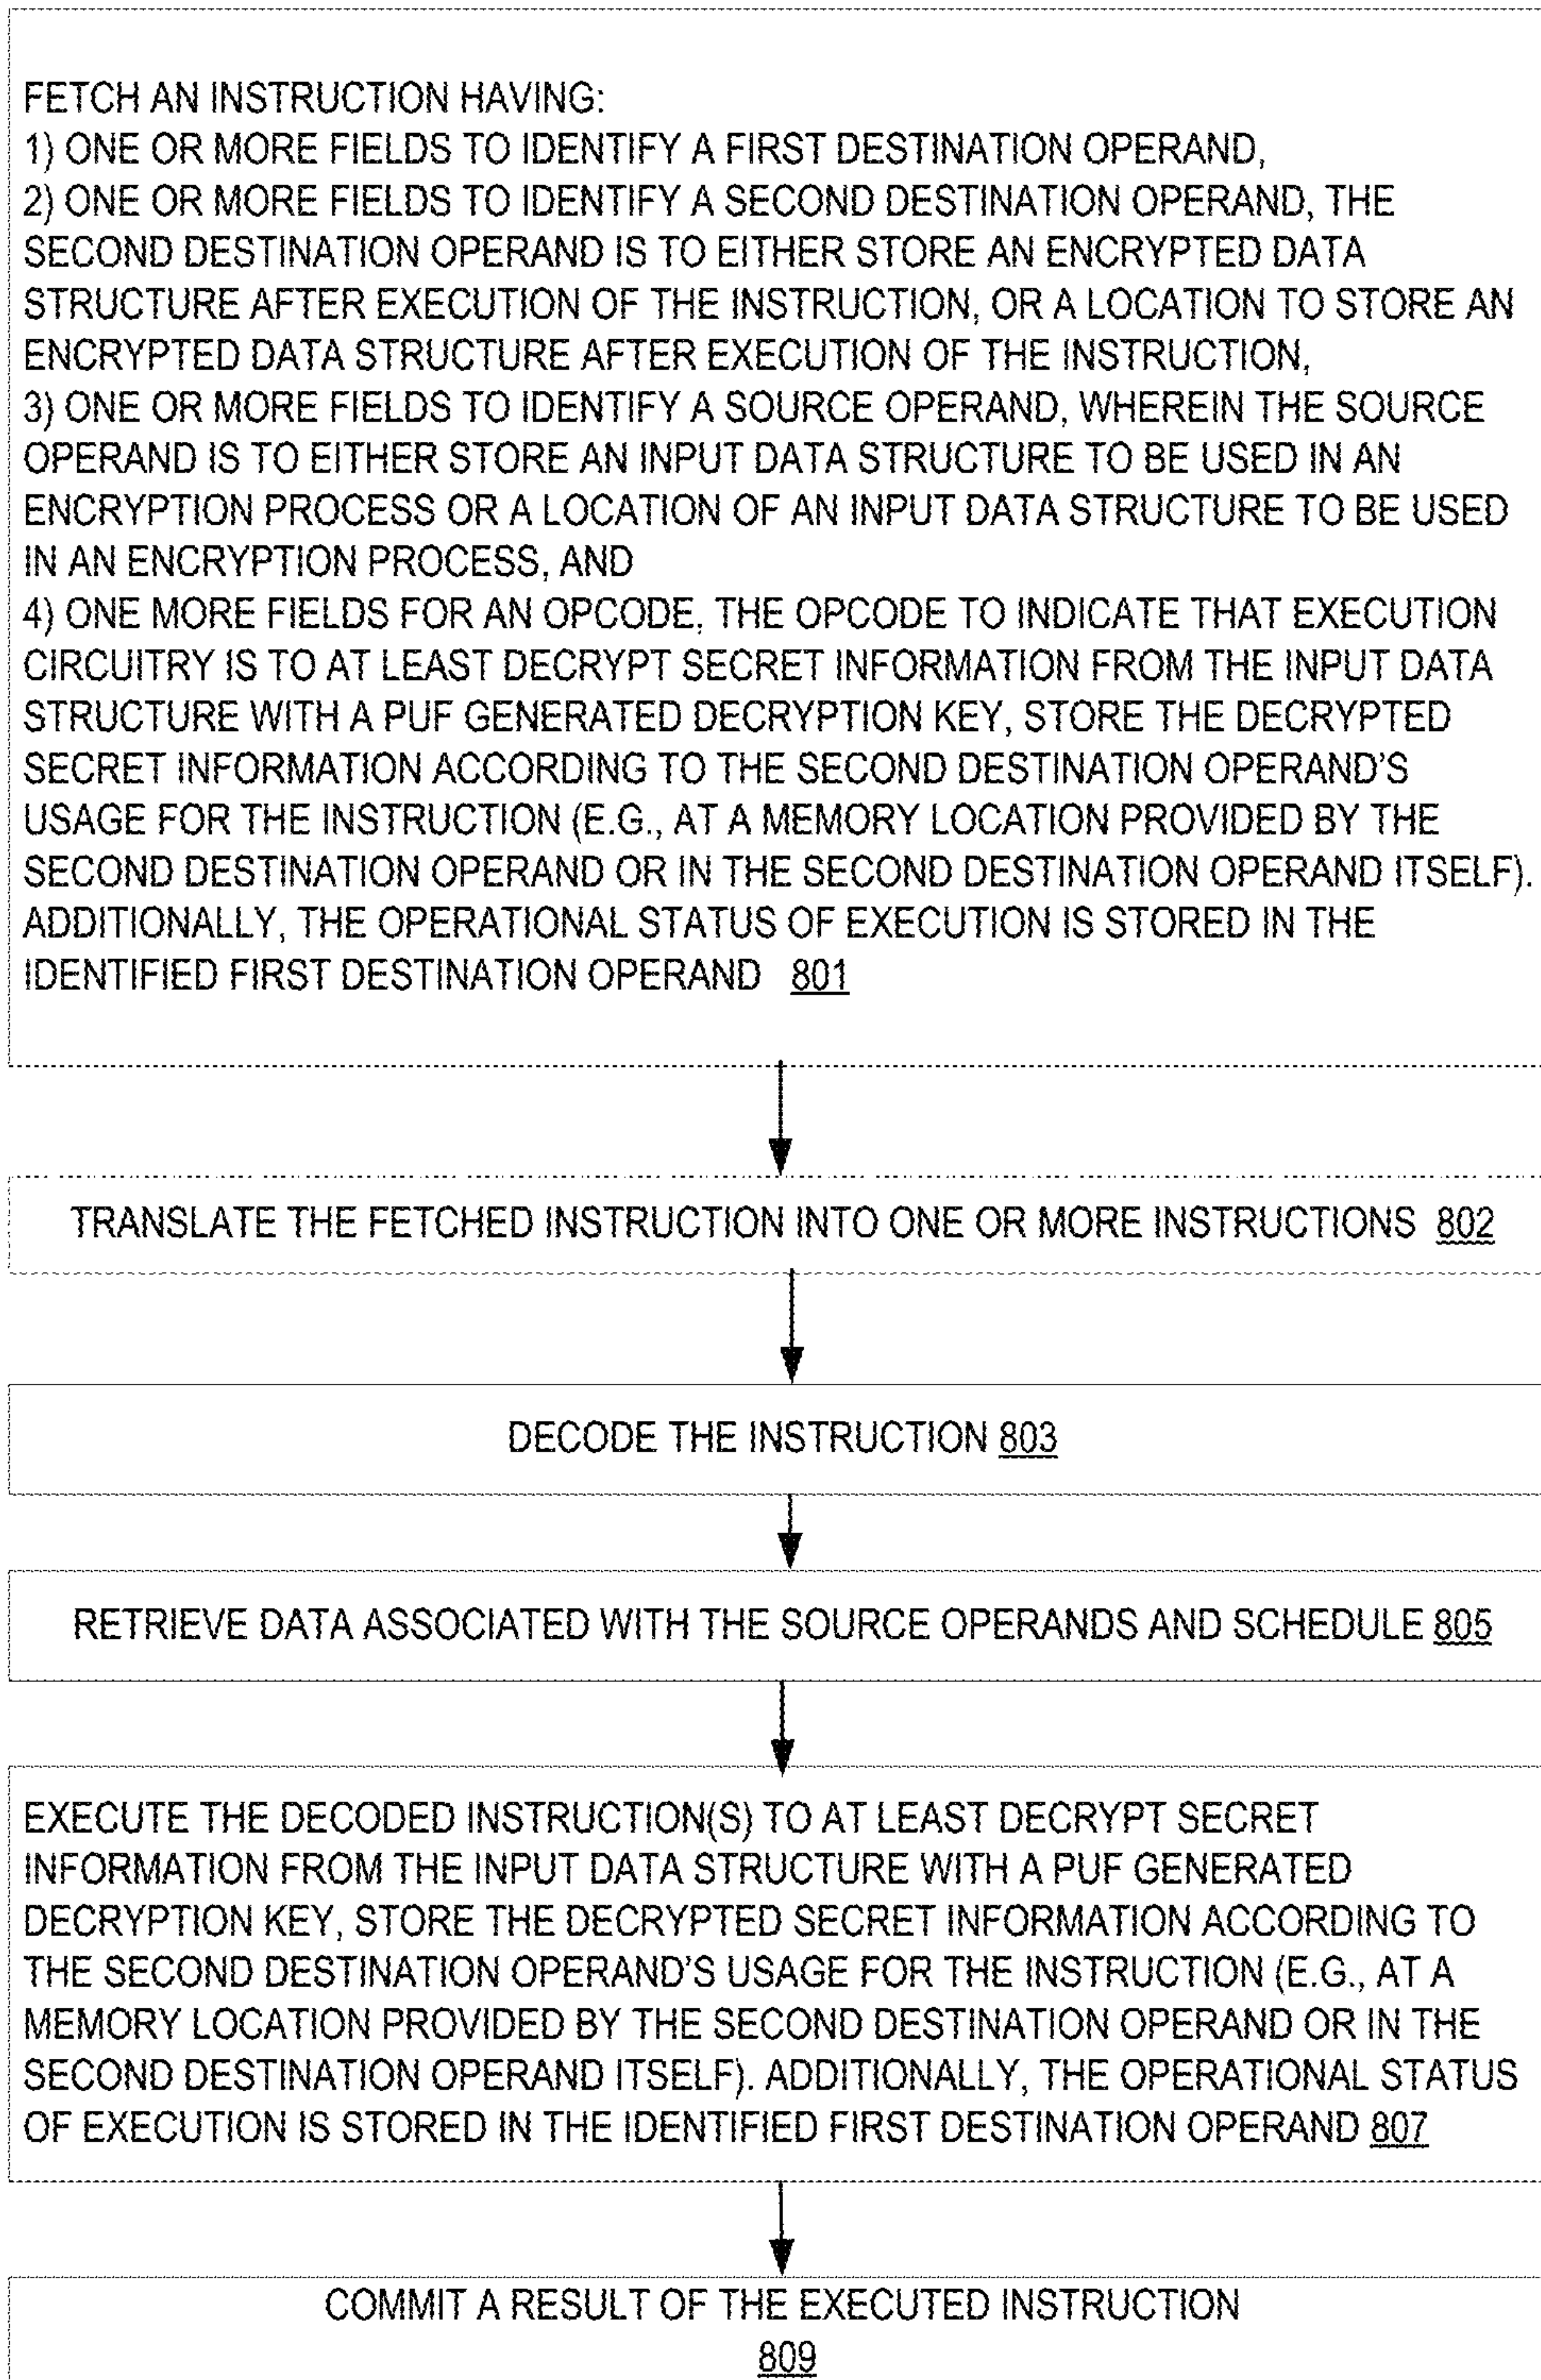 FETCH AN INSTRUCTION HAVING:
1) ONE OR MORE FIELDS TO IDENTIFY A FIRST DESTINATION OPERAND,
2) ONE OR MORE FIELDS TO IDENTIFY A SECOND DESTINATION OPERAND, THE
SECOND DESTINATION OPERAND IS TO EITHER STORE AN ENCRYPTED DATA
STRUCTURE AFTER EXECUTION OF THE INSTRUCTION, OR A LOCATION TO STORE AN
ENCRYPTED DATA STRUCTURE AFTER EXECUTION OF THE INSTRUCTION,
3) ONE OR MORE FIELDS TO IDENTIFY A SOURCE OPERAND, WHEREIN THE SOURCE
OPERAND IS TO EITHER STORE AN INPUT DATA STRUCTURE TO BE USED IN AN
ENCRYPTION PROCESS OR A LOCATION OF AN INPUT DATA STRUCTURE TO BE USED
IN AN ENCRYPTION PROCESS, AND
4) ONE MORE FIELDS FOR AN OPCODE, THE OPCODE TO INDICATE THAT EXECUTION
CIRCUITRY IS TO AT LEAST DECRYPT SECRET INFORMATION FROM THE INPUT DATA
STRUCTURE WITH A PUF GENERATED DECRYPTION KEY, STORE THE DECRYPTED
SECRET INFORMATION ACCORDING TO THE SECOND DESTINATION OPERAND'S
USAGE FOR THE INSTRUCTION (E.G., AT A MEMORY LOCATION PROVIDED BY THE
SECOND DESTINATION OPERAND OR IN THE SECOND DESTINATION OPERAND ITSELF).
ADDITIONALLY, THE OPERATIONAL STATUS OF EXECUTION IS STORED IN THE
IDENTIFIED FIRST DESTINATION OPERAND 801
TRANSLATE THE FETCHED INSTRUCTION INTO ONE OR MORE INSTRUCTIONS 802
DECODE THE INSTRUCTION 803
RETRIEVE DATA ASSOCIATED WITH THE SOURCE OPERANDS AND SCHEDULE 805
EXECUTE THE DECODED INSTRUCTION(S) TO AT LEAST DECRYPT SECRET
INFORMATION FROM THE INPUT DATA STRUCTURE WITH A PUF GENERATED
DECRYPTION KEY, STORE THE DECRYPTED SECRET INFORMATION ACCORDING TO
THE SECOND DESTINATION OPERAND'S USAGE FOR THE INSTRUCTION (E.G., AT A
MEMORY LOCATION PROVIDED BY THE SECOND DESTINATION OPERAND OR IN THE
SECOND DESTINATION OPERAND ITSELF). ADDITIONALLY, THE OPERATIONAL STATUS
OF EXECUTION IS STORED IN THE IDENTIFIED FIRST DESTINATION OPERAND 807
COMMIT A RESULT OF THE EXECUTED INSTRUCTION
809